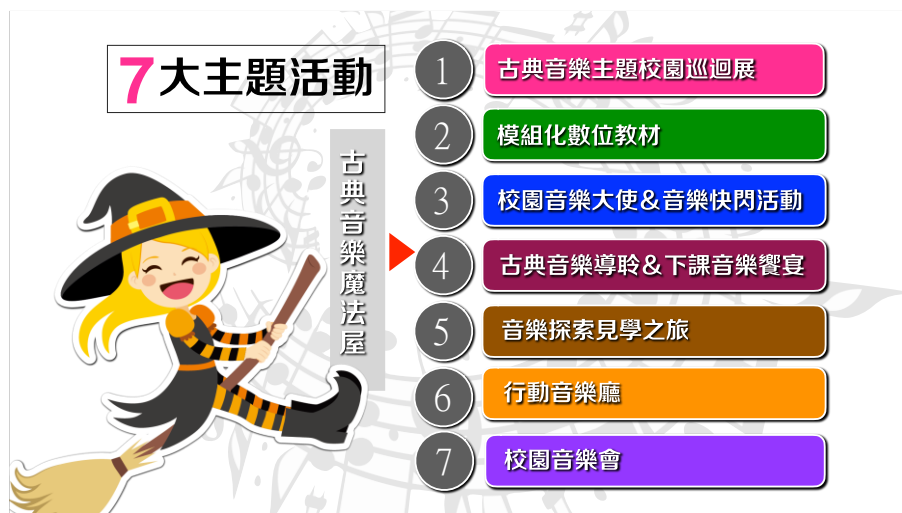 7大主題活動
古典音樂魔法屋
1 古典音樂主題校園巡迴展
2 模組化數位教材
3 校園音樂大使＆音樂快閃活動
4 古典音樂導聆＆下課音樂饗宴
5 音樂探索見學之旅
6 行動音樂廳
7 校園音樂會